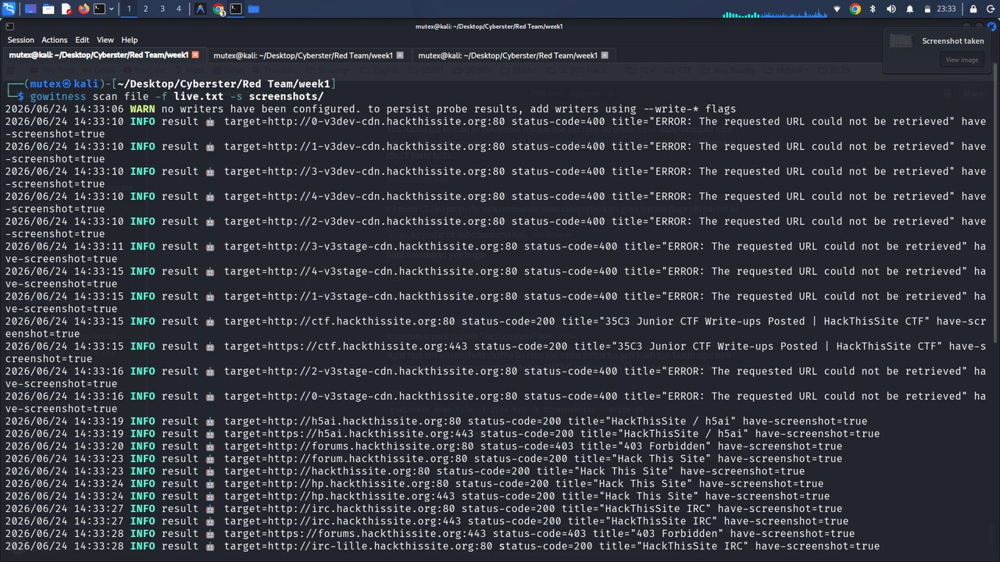 1 2 3 4
3
23:33
mutex@kali: ~/Desktop/Cyberster/Red Team/week1
Session Actions Edit View Help
Screenshot taken
View image
mutex@kali: ~/Desktop/Cyberster/Red Team/week1 mutex@kali: ~/Desktop/Cyberster/Red Team/week1 mutex@kali: ~/Desktop/Cyberster/Red Team/week1
┌──(mutex㉿kali)-[~/Desktop/Cyberster/Red Team/week1]
└─$ gowitness scan file -f live.txt -s screenshots/
2026/06/24 14:33:06 WARN no writers have been configured. to persist probe results, add writers using --write-* flags
2026/06/24 14:33:10 INFO result 🤖 target=http://0-v3dev-cdn.hackthissite.org:80 status-code=400 title="ERROR: The requested URL could not be retrieved" have
-screenshot=true
2026/06/24 14:33:10 INFO result 🤖 target=http://1-v3dev-cdn.hackthissite.org:80 status-code=400 title="ERROR: The requested URL could not be retrieved" have
-screenshot=true
2026/06/24 14:33:10 INFO result 🤖 target=http://3-v3dev-cdn.hackthissite.org:80 status-code=400 title="ERROR: The requested URL could not be retrieved" have
-screenshot=true
2026/06/24 14:33:10 INFO result 🤖 target=http://4-v3dev-cdn.hackthissite.org:80 status-code=400 title="ERROR: The requested URL could not be retrieved" have
-screenshot=true
2026/06/24 14:33:10 INFO result 🤖 target=http://2-v3dev-cdn.hackthissite.org:80 status-code=400 title="ERROR: The requested URL could not be retrieved" have
-screenshot=true
2026/06/24 14:33:11 INFO result 🤖 target=http://3-v3stage-cdn.hackthissite.org:80 status-code=400 title="ERROR: The requested URL could not be retrieved" ha
ve-screenshot=true
2026/06/24 14:33:15 INFO result 🤖 target=http://4-v3stage-cdn.hackthissite.org:80 status-code=400 title="ERROR: The requested URL could not be retrieved" ha
ve-screenshot=true
2026/06/24 14:33:15 INFO result 🤖 target=http://1-v3stage-cdn.hackthissite.org:80 status-code=400 title="ERROR: The requested URL could not be retrieved" ha
ve-screenshot=true
2026/06/24 14:33:15 INFO result 🤖 target=http://ctf.hackthissite.org:80 status-code=200 title="35C3 Junior CTF Write-ups Posted | HackThisSite CTF" have-scr
eenshot=true
2026/06/24 14:33:15 INFO result 🤖 target=https://ctf.hackthissite.org:443 status-code=200 title="35C3 Junior CTF Write-ups Posted | HackThisSite CTF" have-s
creenshot=true
2026/06/24 14:33:16 INFO result 🤖 target=http://2-v3stage-cdn.hackthissite.org:80 status-code=400 title="ERROR: The requested URL could not be retrieved" ha
ve-screenshot=true
2026/06/24 14:33:16 INFO result 🤖 target=http://0-v3stage-cdn.hackthissite.org:80 status-code=400 title="ERROR: The requested URL could not be retrieved" ha
ve-screenshot=true
2026/06/24 14:33:19 INFO result 🤖 target=http://h5ai.hackthissite.org:80 status-code=200 title="HackThisSite / h5ai" have-screenshot=true
2026/06/24 14:33:19 INFO result 🤖 target=https://h5ai.hackthissite.org:443 status-code=200 title="HackThisSite / h5ai" have-screenshot=true
2026/06/24 14:33:20 INFO result 🤖 target=http://forums.hackthissite.org:80 status-code=403 title="403 Forbidden" have-screenshot=true
2026/06/24 14:33:23 INFO result 🤖 target=http://forum.hackthissite.org:80 status-code=200 title="Hack This Site" have-screenshot=true
2026/06/24 14:33:23 INFO result 🤖 target=http://hackthissite.org:80 status-code=200 title="Hack This Site" have-screenshot=true
2026/06/24 14:33:24 INFO result 🤖 target=http://hp.hackthissite.org:80 status-code=200 title="Hack This Site" have-screenshot=true
2026/06/24 14:33:24 INFO result 🤖 target=https://hp.hackthissite.org:443 status-code=200 title="Hack This Site" have-screenshot=true
2026/06/24 14:33:27 INFO result 🤖 target=http://irc.hackthissite.org:80 status-code=200 title="HackThisSite IRC" have-screenshot=true
2026/06/24 14:33:27 INFO result 🤖 target=https://irc.hackthissite.org:443 status-code=200 title="HackThisSite IRC" have-screenshot=true
2026/06/24 14:33:28 INFO result 🤖 target=https://forums.hackthissite.org:443 status-code=403 title="403 Forbidden" have-screenshot=true
2026/06/24 14:33:28 INFO result 🤖 target=http://irc-lille.hackthissite.org:80 status-code=200 title="HackThisSite IRC" have-screenshot=true